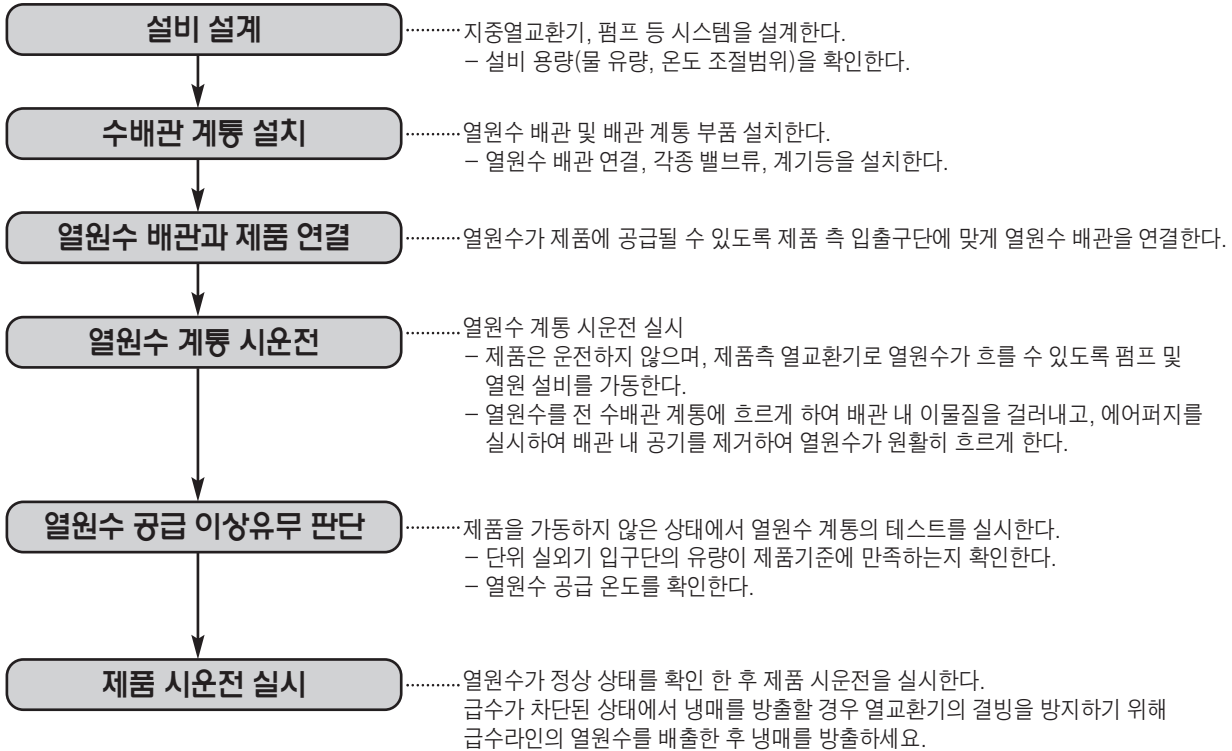 설비 설계
지중열교환기, 펌프 등 시스템을 설계한다.
– 설비 용량(물 유량, 온도 조절범위)을 확인한다.
수배관 계통 설치
열원수 배관 및 배관 계통 부품 설치한다.
– 열원수 배관 연결, 각종 밸브류, 계기등을 설치한다.
열원수 배관과 제품 연결
열원수가 제품에 공급될 수 있도록 제품 측 입출구단에 맞게 열원수 배관을 연결한다.
열원수 계통 시운전
열원수 계통 시운전 실시
– 제품은 운전하지 않으며, 제품측 열교환기로 열원수가 흐를 수 있도록 펌프 및
열원 설비를 가동한다.
– 열원수를 전 수배관 계통에 흐르게 하여 배관 내 이물질을 걸러내고, 에어퍼지를
실시하여 배관 내 공기를 제거하여 열원수가 원활히 흐르게 한다.
열원수 공급 이상유무 판단
제품을 가동하지 않은 상태에서 열원수 계통의 테스트를 실시한다.
– 단위 실외기 입구단의 유량이 제품기준에 만족하는지 확인한다.
– 열원수 공급 온도를 확인한다.
제품 시운전 실시
열원수가 정상 상태를 확인 한 후 제품 시운전을 실시한다.
급수가 차단된 상태에서 냉매를 방출할 경우 열교환기의 결빙을 방지하기 위해
급수라인의 열원수를 배출한 후 냉매를 방출하세요.